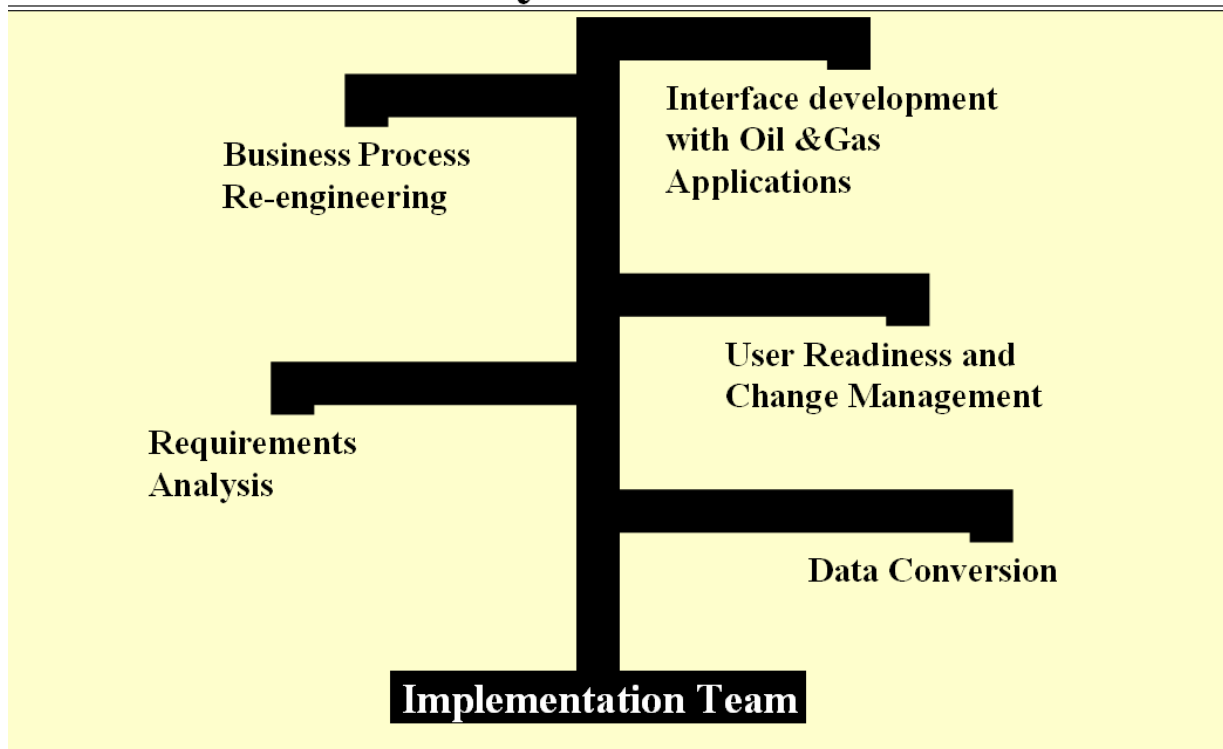 Business Process
Re-engineering
Interface development
with Oil &Gas
Applications
User Readiness and
Change Management
Requirements
Analysis
Data Conversion
Implementation Team